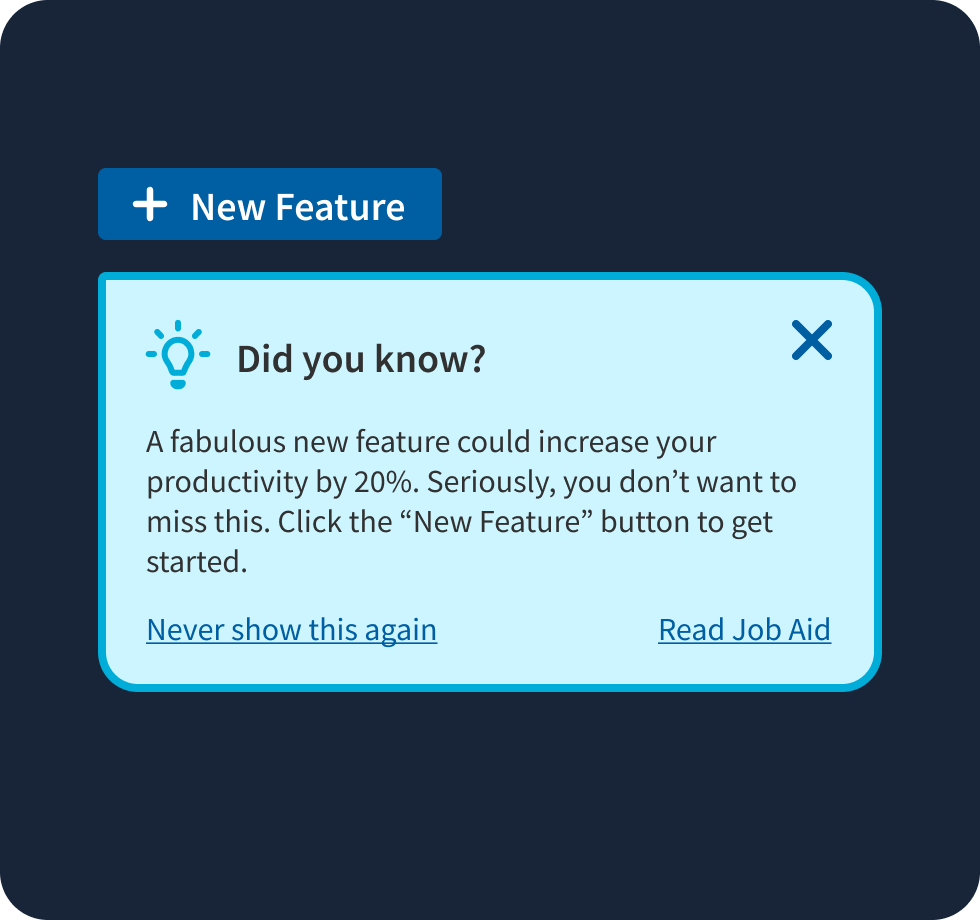 New Feature
Did you know?
A fabulous new feature could increase your
productivity by 20%. Seriously, you don’t want to
miss this. Click the “New Feature” button to get
started.
Never show this again
Read Job Aid